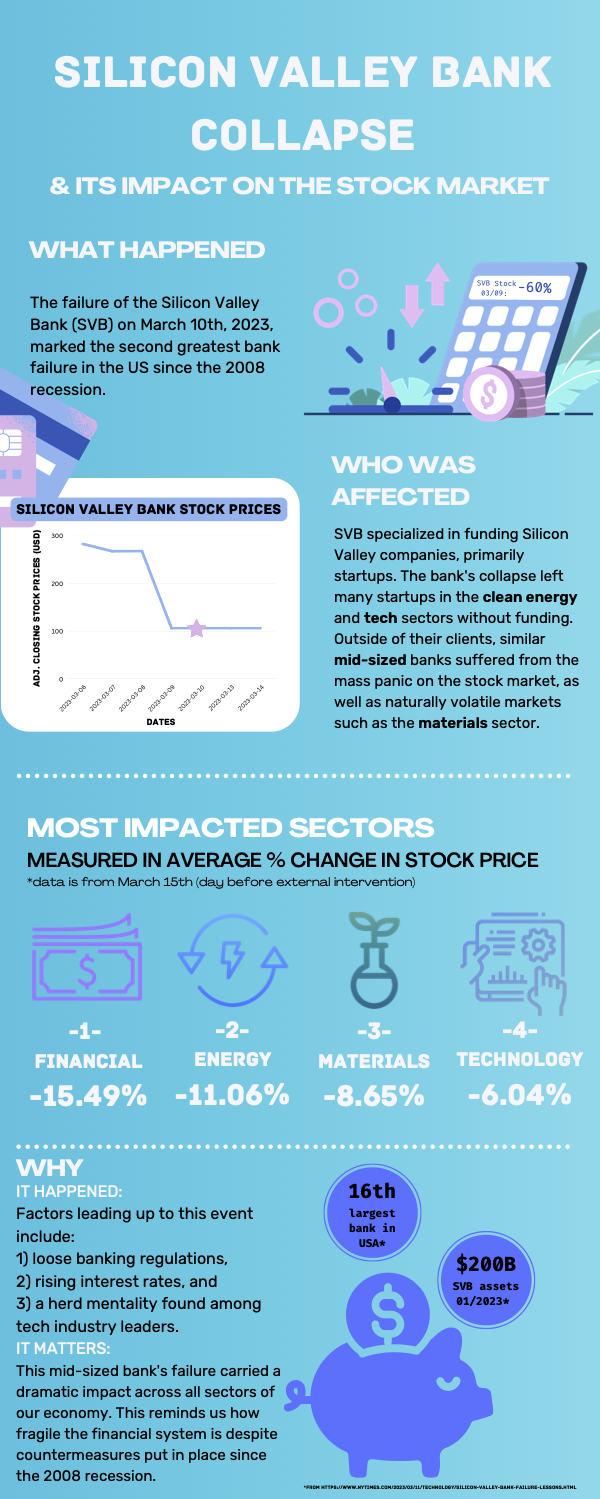 SILICON VALLEY BANK
COLLAPSE
& ITS IMPACT ON THE STOCK MARKET
WHAT HAPPENED
The failure of the Silicon Valley
Bank (SVB) on March 10th, 2023,
marked the second greatest bank
failure in the US since the 2008
recession.
SVB Stock
03/09:
-60%
SILICON VALLEY BANK STOCK PRICES
ADJ. CLOSING STOCK PRICES (USD)
300
200
100
0
2023-03-06
2023-03-07
2023-03-08
2023-03-09
2023-03-10
2023-03-13
2023-03-14
DATES
WHO WAS
AFFECTED
SVB specialized in funding Silicon
Valley companies, primarily
startups. The bank's collapse left
many startups in the clean energy
and tech sectors without funding.
Outside of their clients, similar
mid-sized banks suffered from the
mass panic on the stock market, as
well as naturally volatile markets
such as the materials sector.
MOST IMPACTED SECTORS
MEASURED IN AVERAGE % CHANGE IN STOCK PRICE
*data is from March 15th (day before external intervention)
-1-
FINANCIAL
-15.49%
-2-
ENERGY
-11.06%
-3-
MATERIALS
-8.65%
-4-
TECHNOLOGY
-6.04%
WHY
IT HAPPENED:
Factors leading up to this event
include:
1) loose banking regulations,
2) rising interest rates, and
3) a herd mentality found among
tech industry leaders.
IT MATTERS:
This mid-sized bank's failure carried a
dramatic impact across all sectors of
our economy. This reminds us how
fragile the financial system is despite
countermeasures put in place since
the 2008 recession.
16th
largest
bank in
USA*
$200B
SVB assets
01/2023*
*FROM HTTPS://WWW.NYTIMES.COM/2023/03/11/TECHNOLOGY/SILICON-VALLEY-BANK-FAILURE-LESSONS.HTML